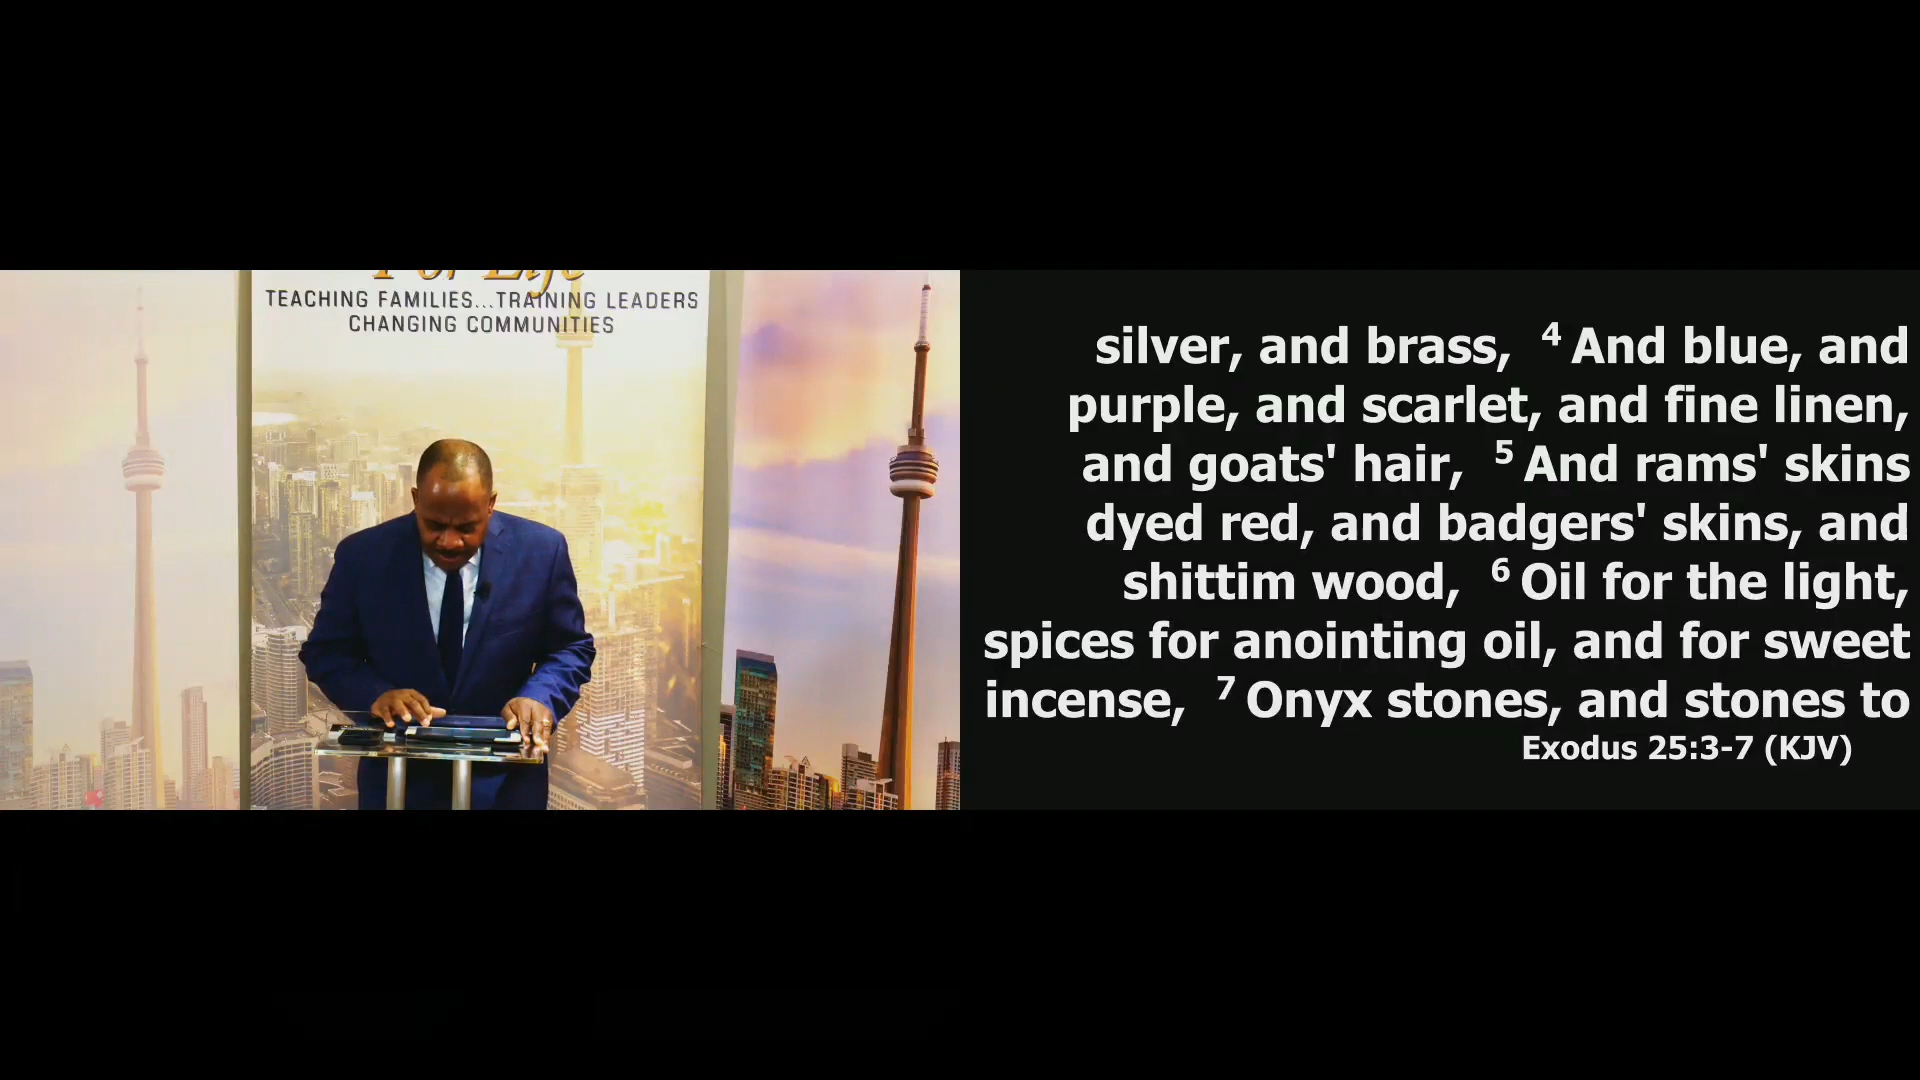 For Life
TEACHING FAMILIES...TRAINING LEADERS
CHANGING COMMUNITIES
silver, and brass, 4 And blue, and
purple, and scarlet, and fine linen,
and goats' hair, 5 And rams' skins
dyed red, and badgers' skins, and
shittim wood, 6 Oil for the light,
spices for anointing oil, and for sweet
incense, 7 Onyx stones, and stones to
Exodus 25:3-7 (KJV)